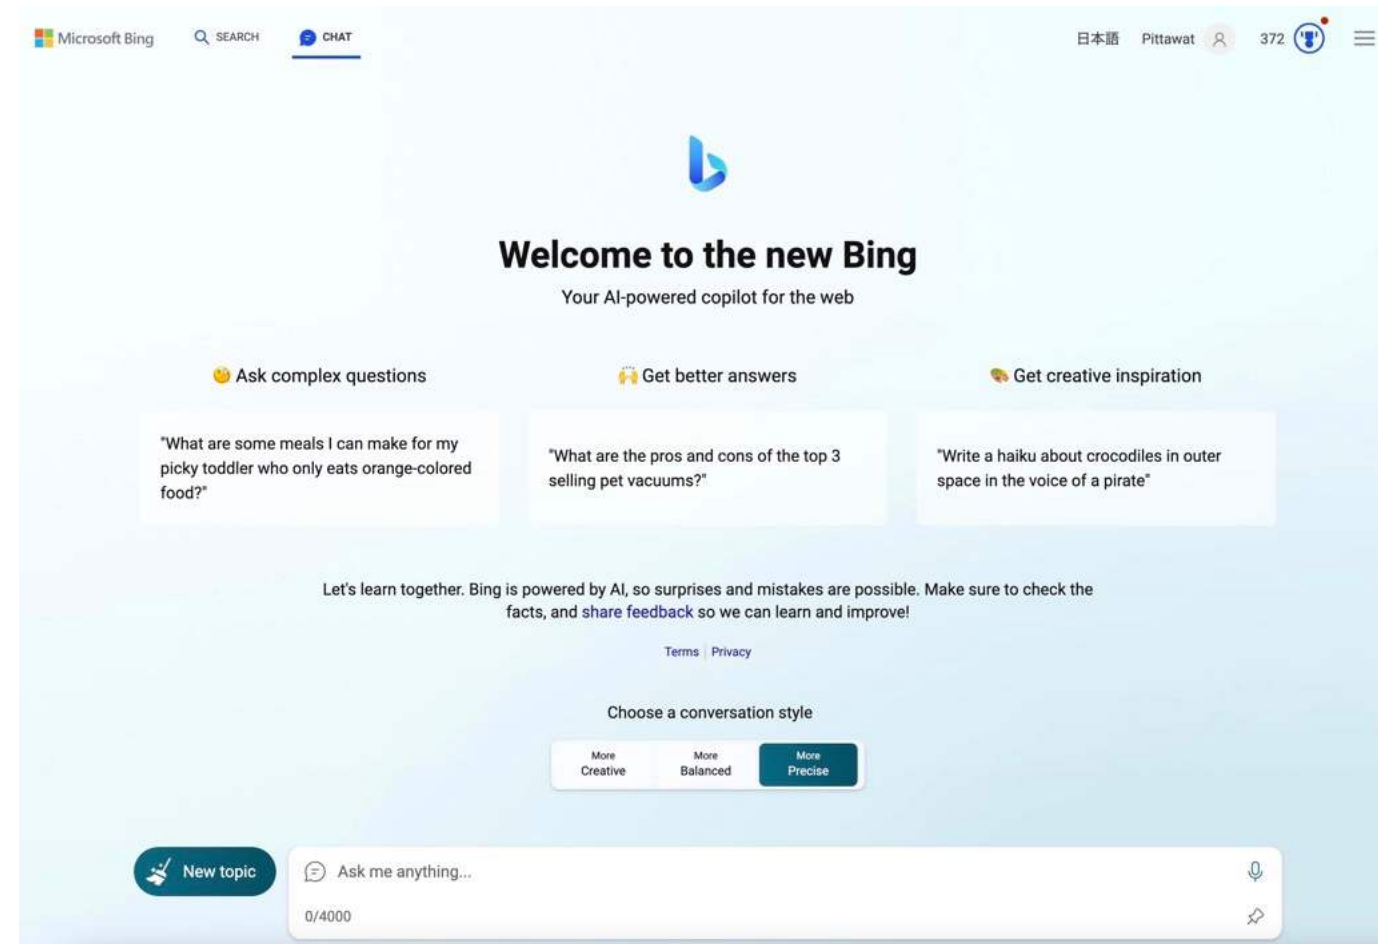 Microsoft Bing
SEARCH
CHAT
日本語
Pittawat
372
Welcome to the new Bing
Your AI-powered copilot for the web
Ask complex questions
"What are some meals I can make for my
picky toddler who only eats orange-colored
food?"
Get better answers
"What are the pros and cons of the top 3
selling pet vacuums?"
Get creative inspiration
"Write a haiku about crocodiles in outer
space in the voice of a pirate"
Let's learn together. Bing is powered by AI, so surprises and mistakes are possible. Make sure to check the
facts, and share feedback so we can learn and improve!
Terms | Privacy
Choose a conversation style
More
Creative
More
Balanced
More
Precise
New topic
Ask me anything...
0/4000